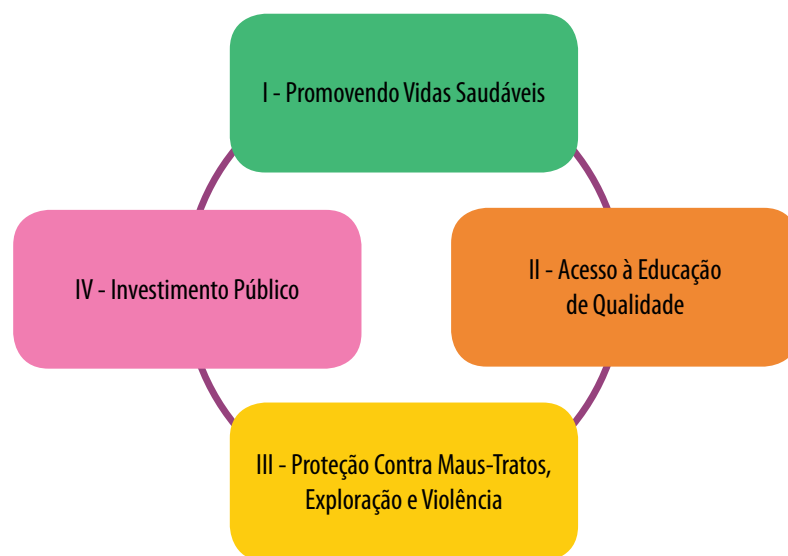 I - Promovendo Vidas Saudáveis
II - Acesso à Educação
de Qualidade
III - Proteção Contra Maus-Tratos,
Exploração e Violência
IV - Investimento Público